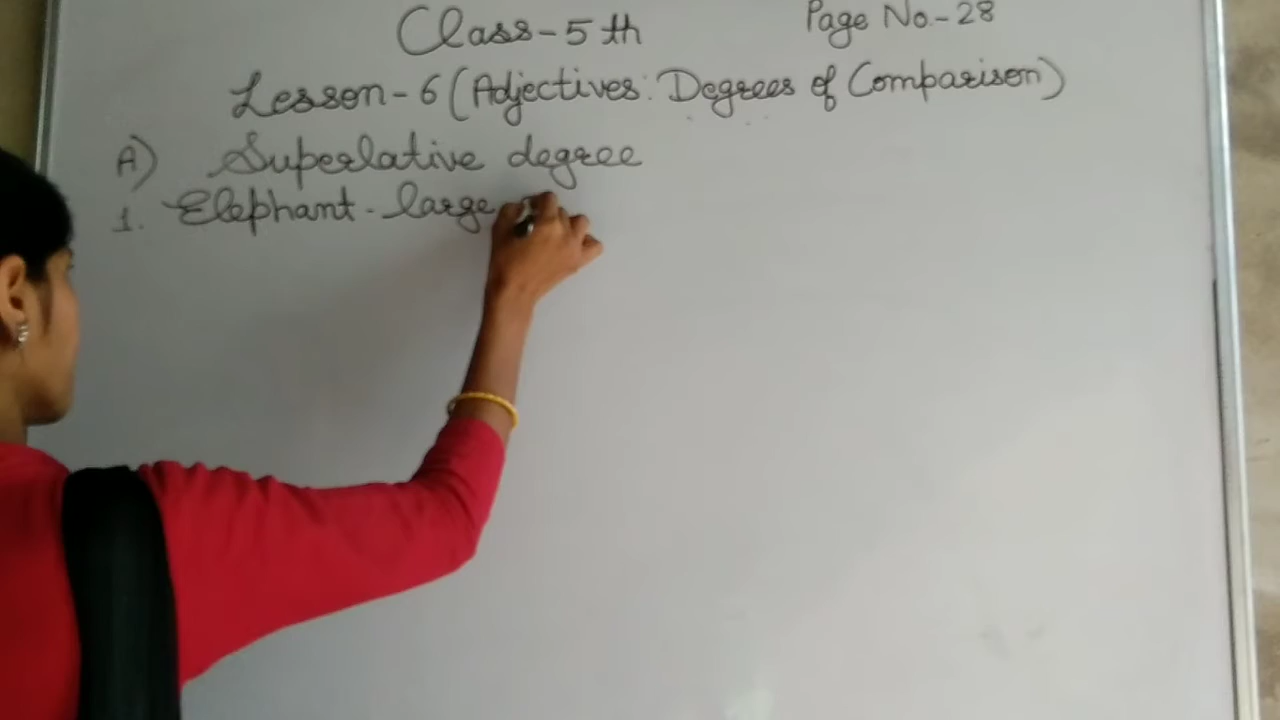 Class-5 th Page No.-28
Lesson-6 (Adjectives: Degrees of Comparison)
A) Superlative degree
1. Elephant - large